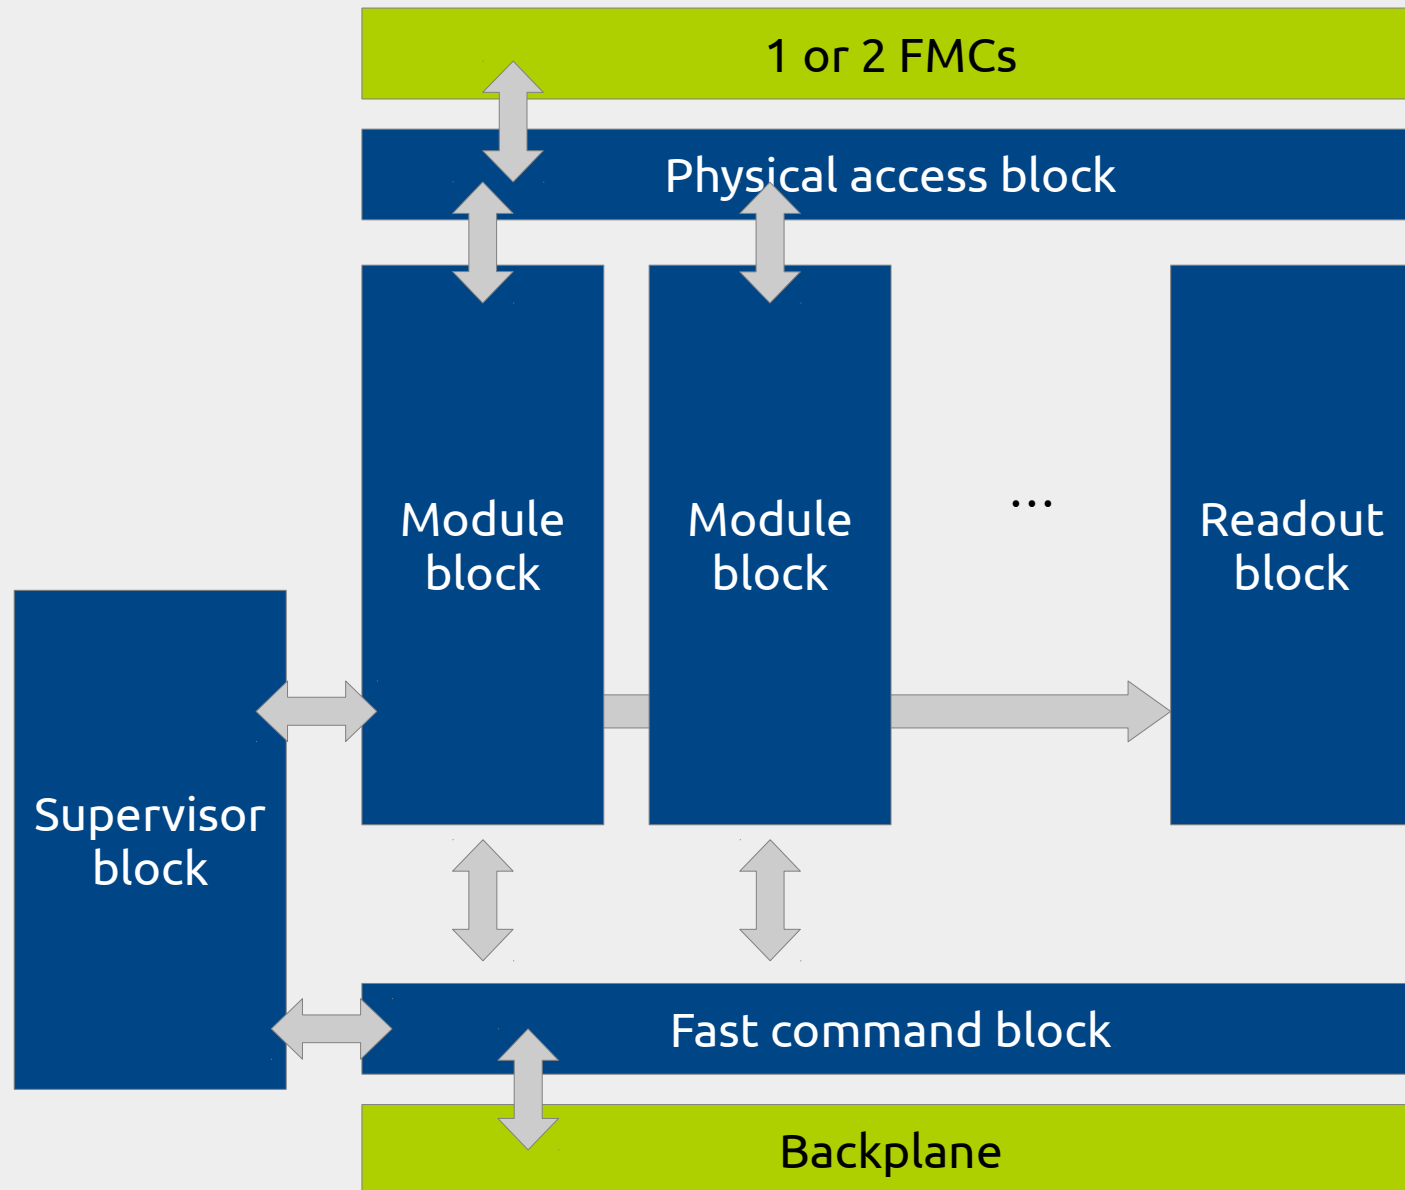 1 or 2 FMCs
Physical access block
Module
block
Module
block
...
Readout
block
Supervisor
block
Fast command block
Backplane